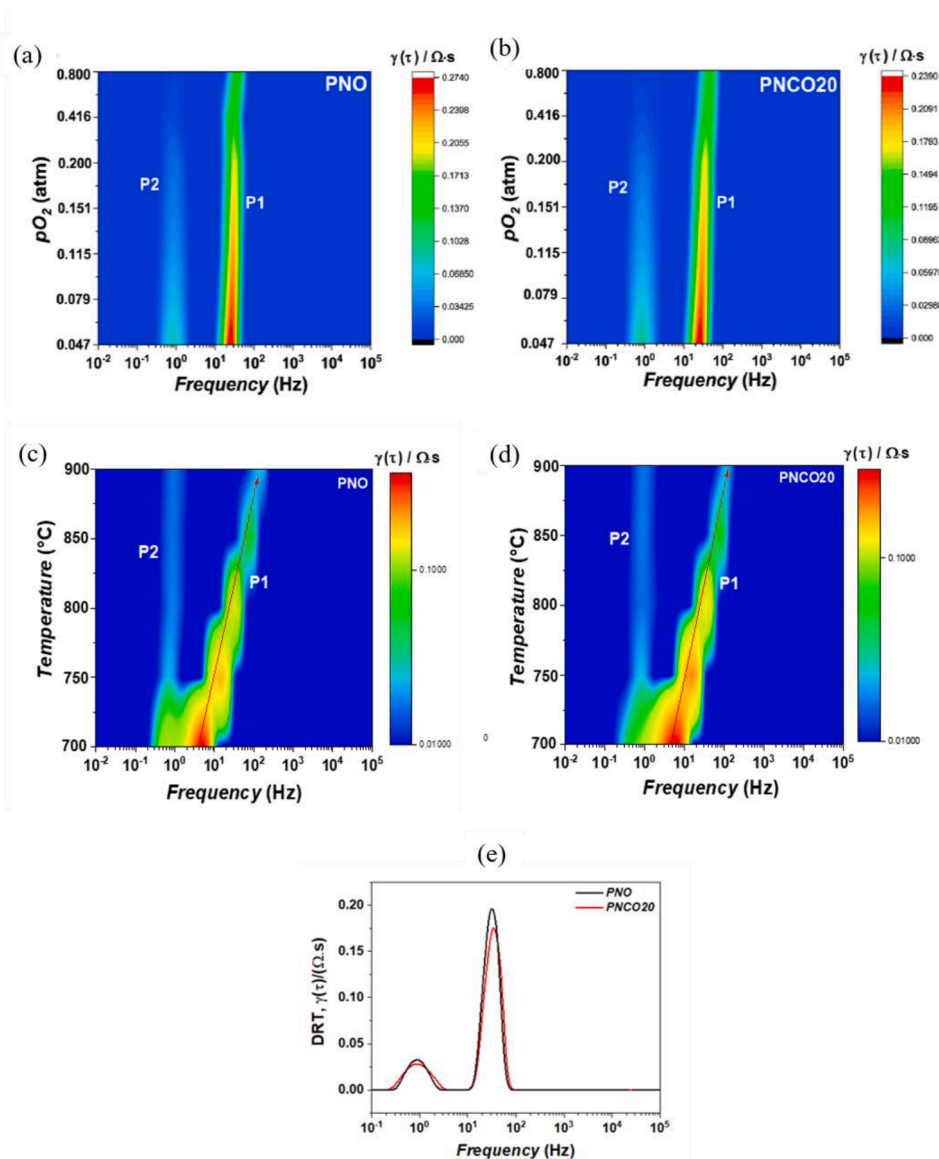 (a)
γ(τ) / Ω·s
PNO
0.2740
0.2398
0.2055
0.1713
0.1370
0.1028
0.06850
0.03425
0.000
P2
P1
pO2 (atm)
0.800
0.416
0.200
0.151
0.115
0.079
0.047
10-2 10-1 100 101 102 103 104 105
Frequency (Hz)
(b)
γ(τ) / Ω·s
PNCO20
0.2390
0.2091
0.1793
0.1494
0.1195
0.0896
0.0597
0.0298
0.000
P2
P1
pO2 (atm)
0.800
0.416
0.200
0.151
0.115
0.079
0.047
10-2 10-1 100 101 102 103 104 105
Frequency (Hz)
(c)
γ(τ) / Ω·s
PNO
0.1000
0.01000
P2
P1
Temperature (°C)
900
850
800
750
700
10-2 10-1 100 101 102 103 104 105
Frequency (Hz)
(d)
γ(τ) / Ω·s
PNCO20
0.1000
0.01000
P2
P1
Temperature (°C)
900
850
800
750
700
0
10-2 10-1 100 101 102 103 104 105
Frequency (Hz)
(e)
PNO
PNCO20
DRT, γ(τ)/(Ω.s)
0.20
0.15
0.10
0.05
0.00
10-1 100 101 102 103 104 105
Frequency (Hz)